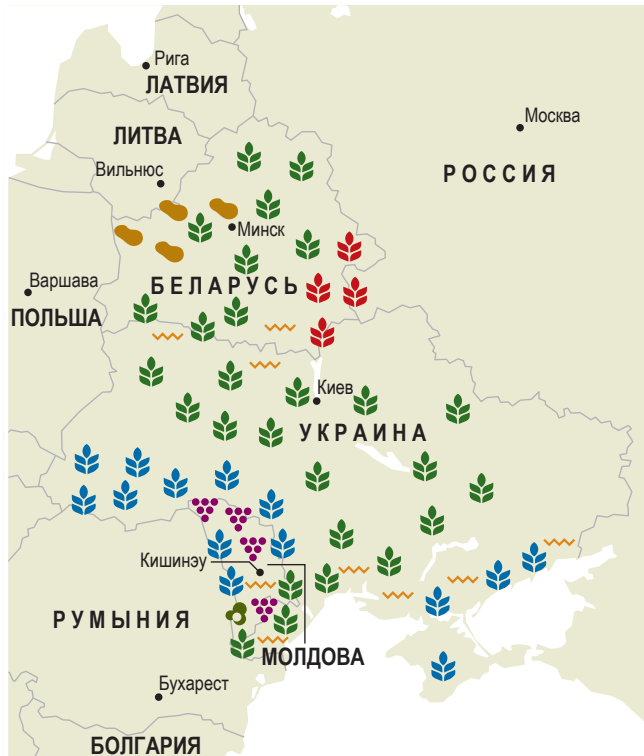 Рига
ЛАТВИЯ
Москва
ЛИТВА
Вильнюс
РОССИЯ
Минск
Варшава
БЕЛАРУСЬ
ПОЛЬША
Киев
УКРАИНА
Кишинэу
РУМЫНИЯ
МОЛДОВА
Бухарест
БОЛГАРИЯ